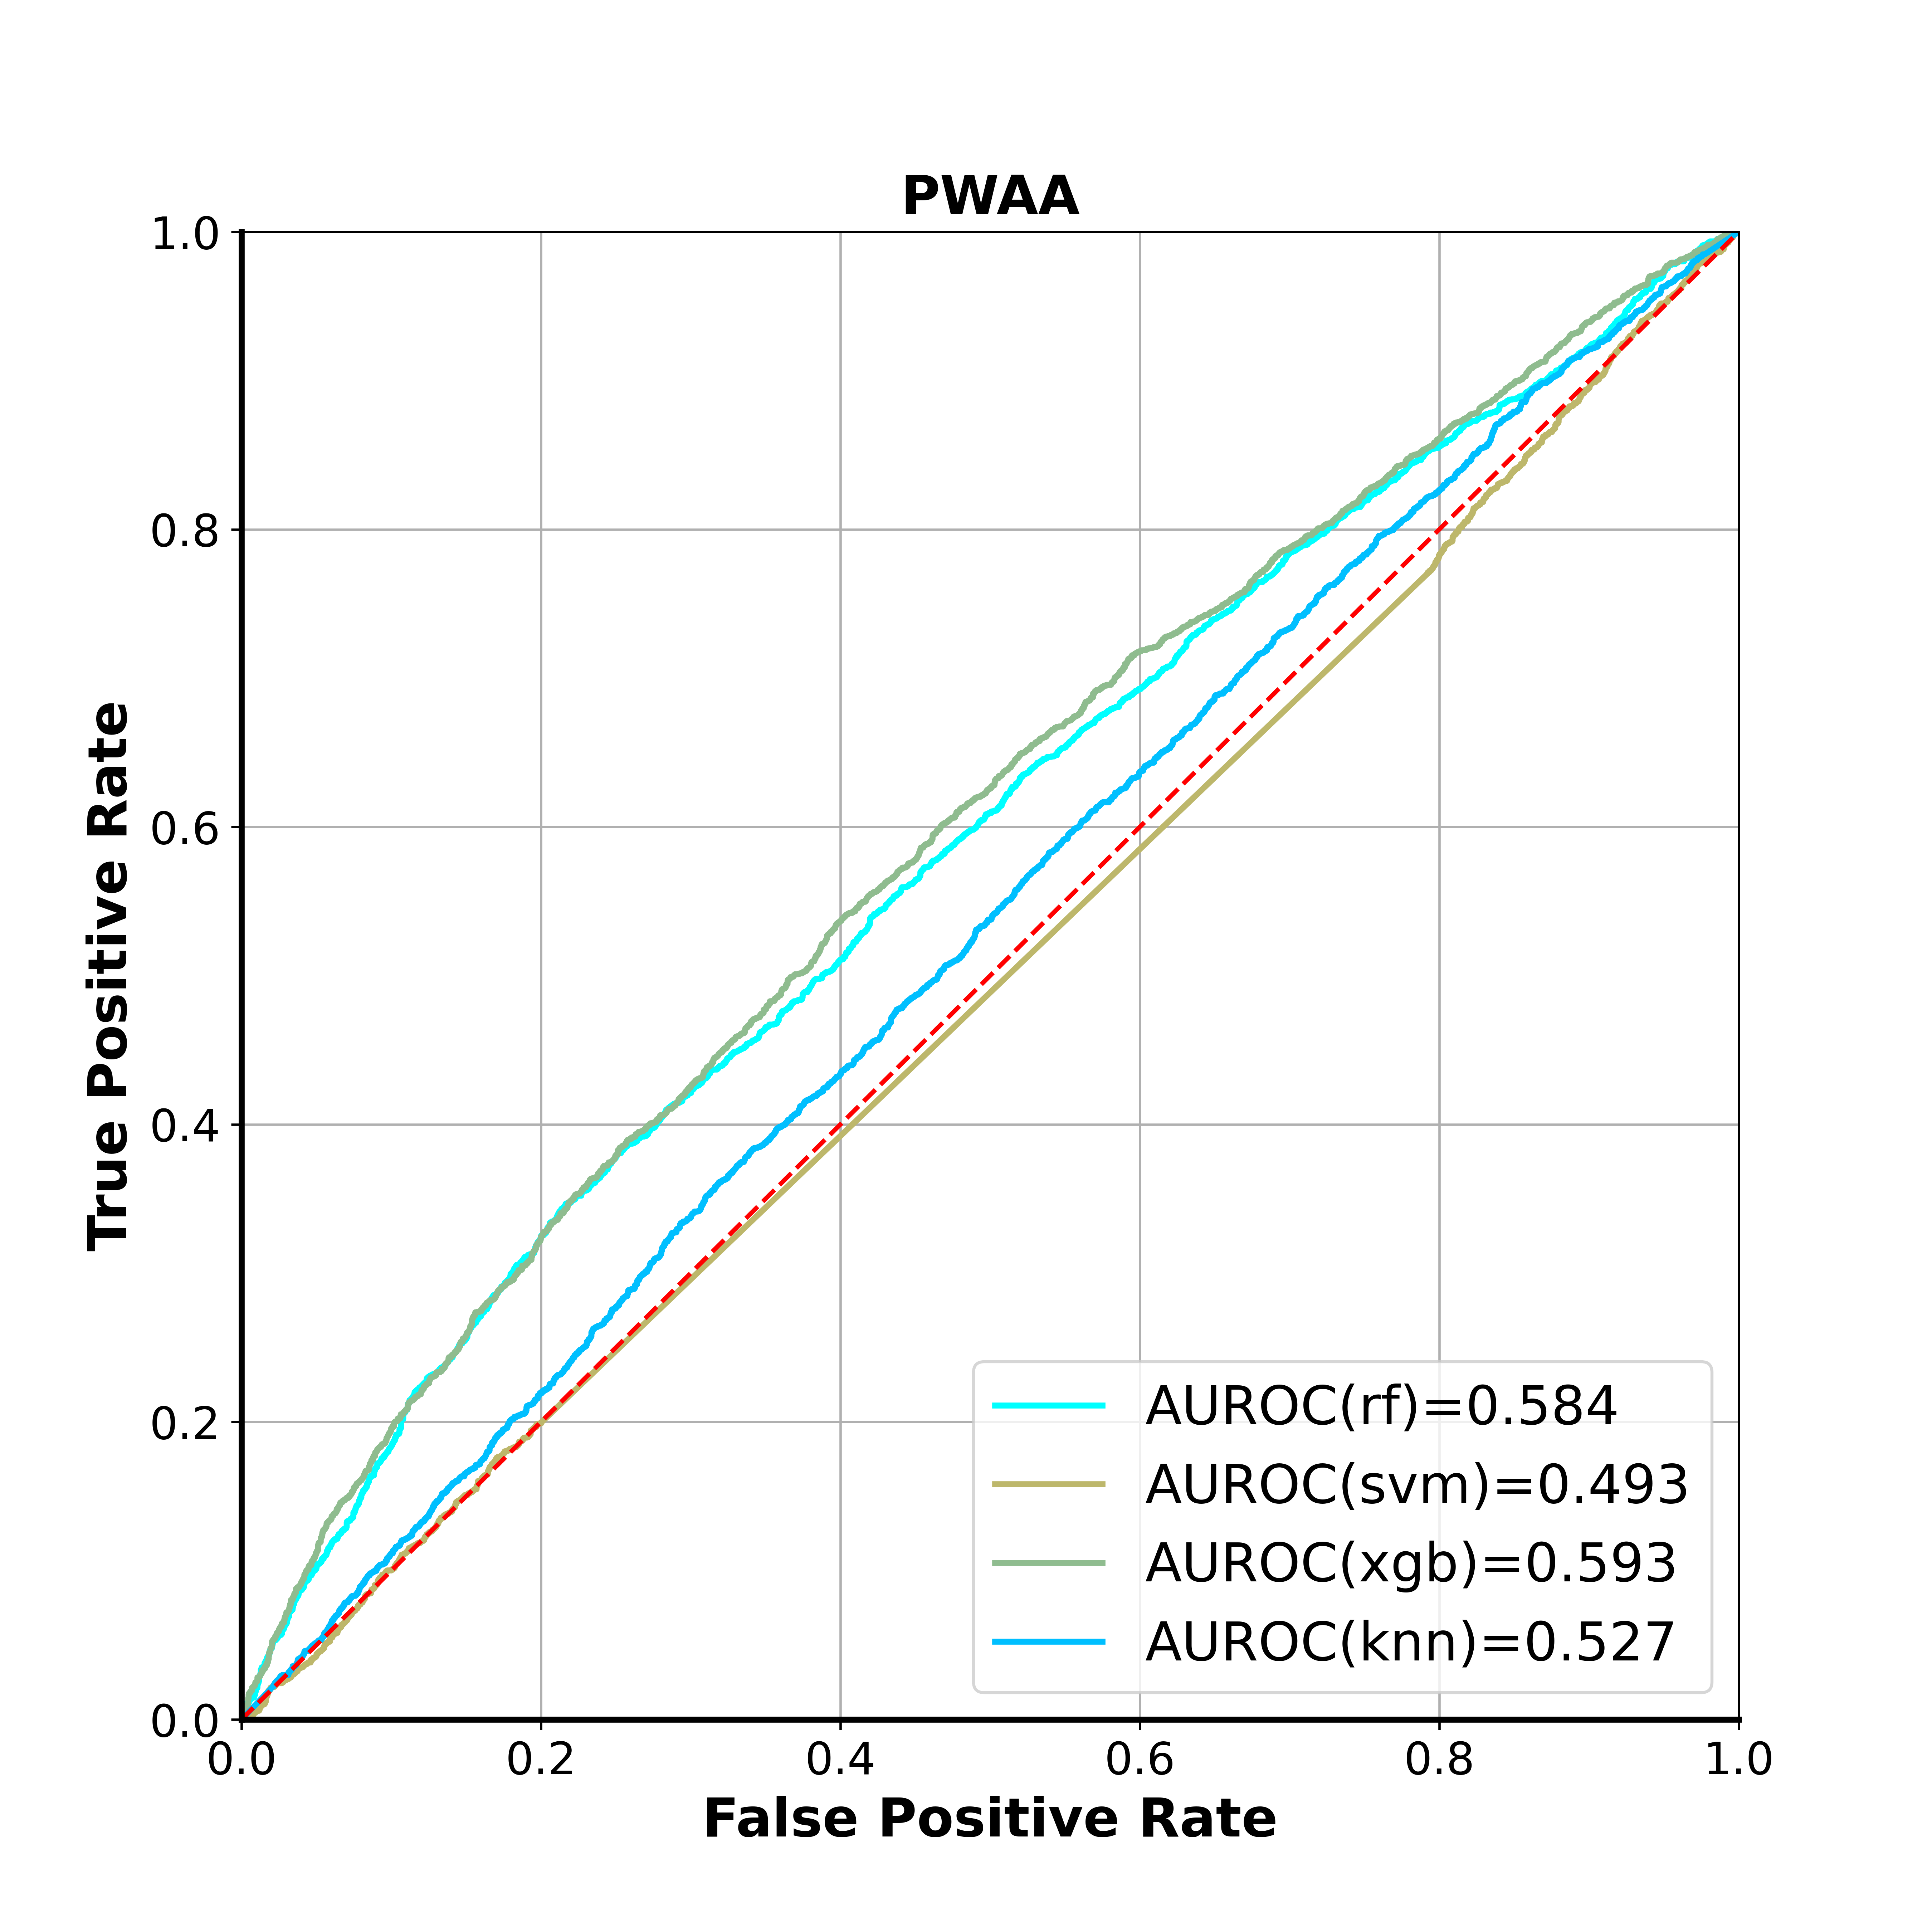 PWAA
1.0
0.8
0.6
0.4
0.2
0.0
True Positive Rate
0.0 0.2 0.4 0.6 0.8 1.0
False Positive Rate
AUROC(rf)=0.584
AUROC(svm)=0.493
AUROC(xgb)=0.593
AUROC(knn)=0.527